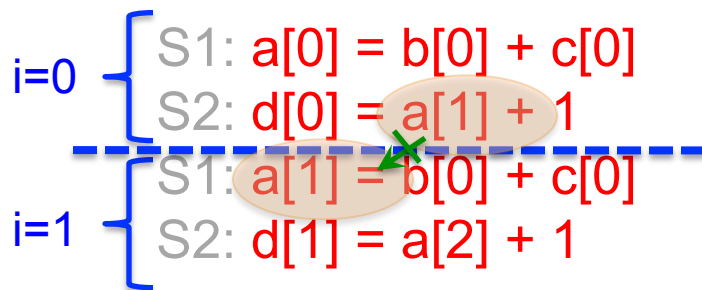 i=0
S1: a[0] = b[0] + c[0]
S2: d[0] = a[1] + 1
i=1
S1: a[1] = b[0] + c[0]
S2: d[1] = a[2] + 1